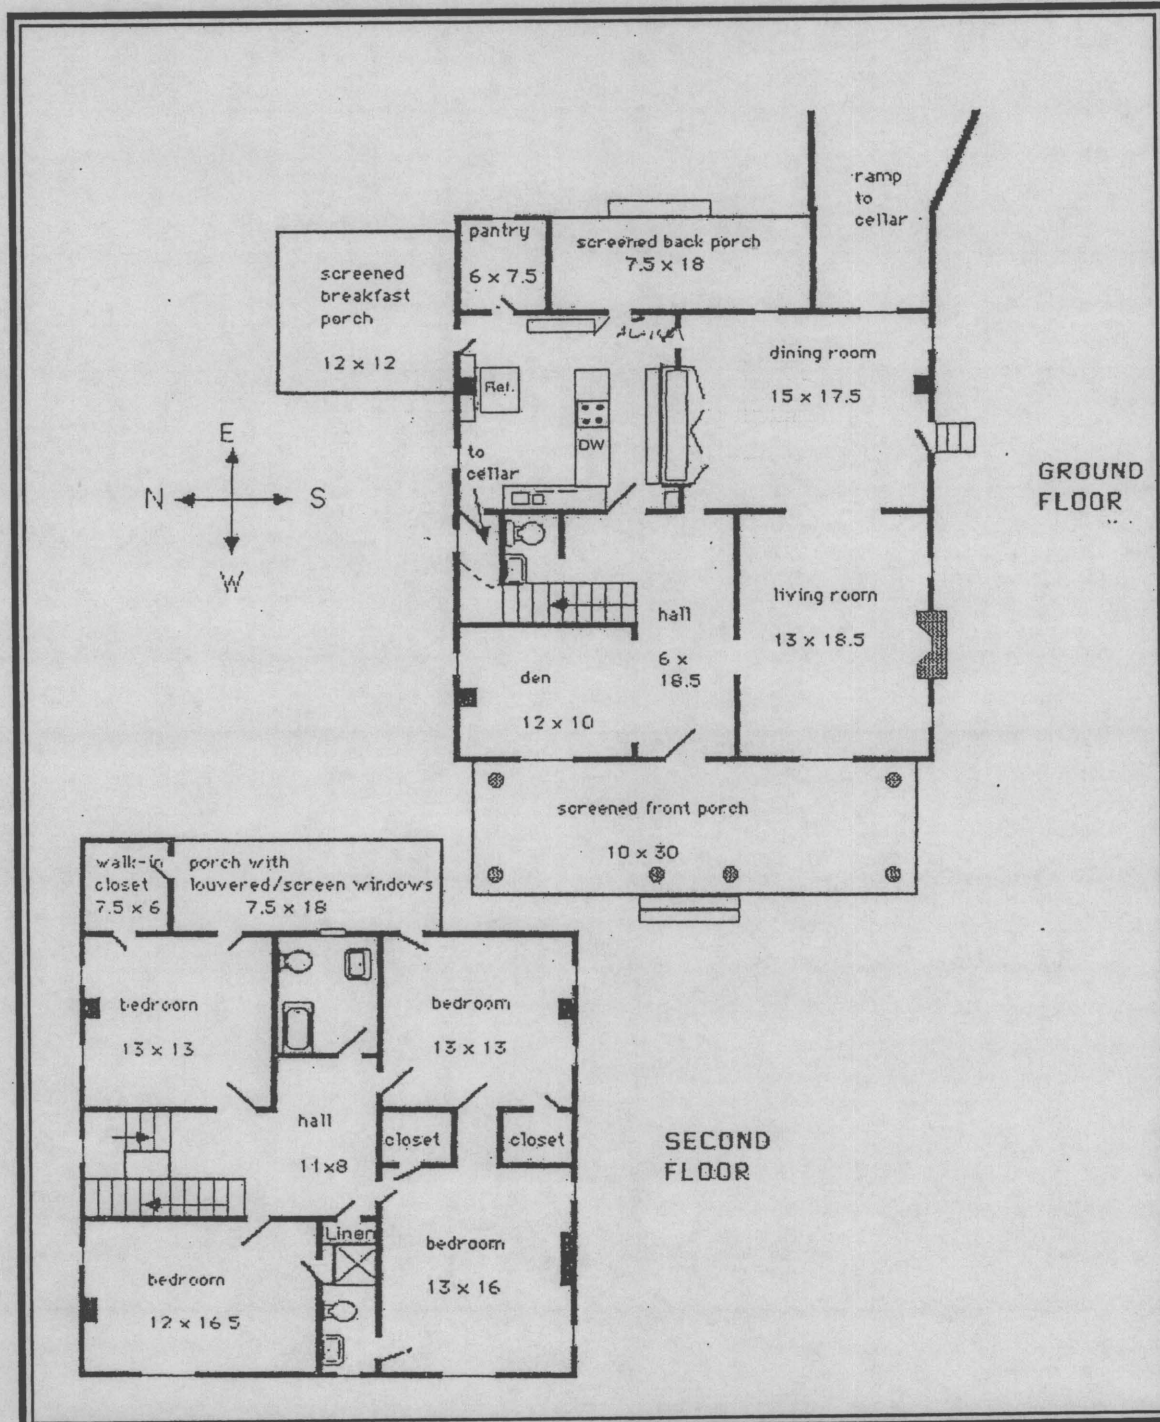 ramp
to
cellar
pantry
6 x 7.5
screened back porch
7.5 x 18
screened
breakfast
porch
12 x 12
dining room
15 x 17.5
Ref.
DW
to
cellar
E
N
S
W
GROUND
FLOOR
hall
6 x
18.5
living room
13 x 18.5
den
12 x 10
screened front porch
10 x 30
walk-in
closet
7.5 x 6
porch with
louvered/screen windows
7.5 x 18
bedroom
13 x 13
bedroom
13 x 13
hall
11x8
closet
closet
SECOND
FLOOR
Linen
bedroom
13 x 16
bedroom
12 x 16 5